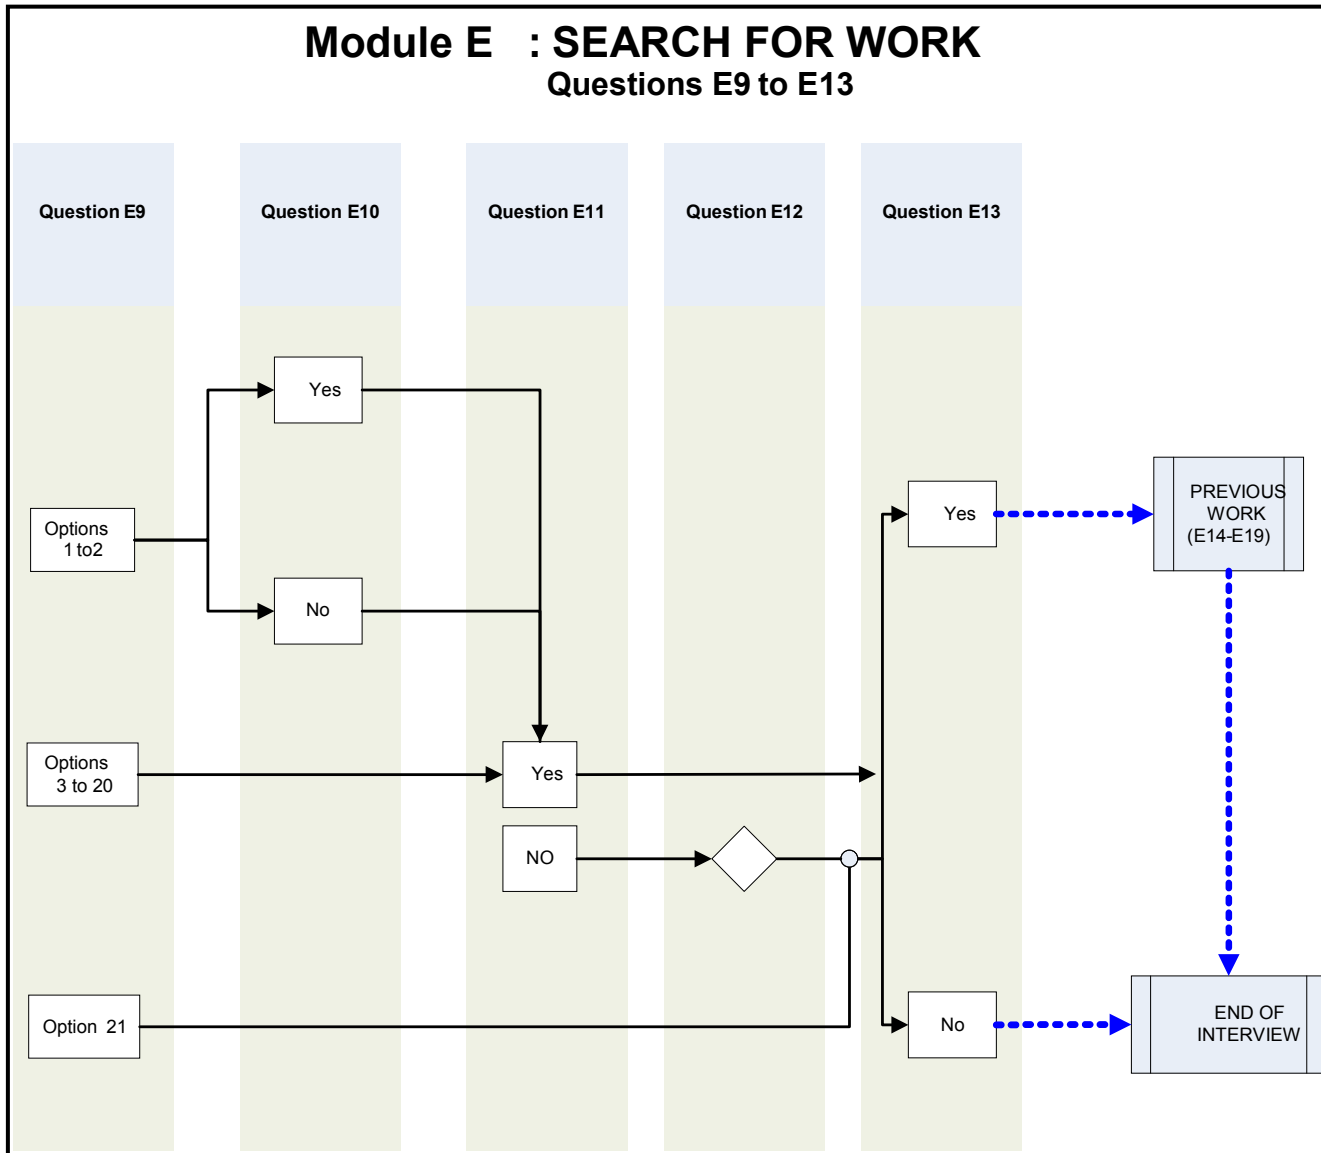 Module E : SEARCH FOR WORK
Questions E9 to E13
Question E9
Question E10
Question E11
Question E12
Question E13
Yes
Options
1 to2
No
Yes
PREVIOUS
WORK
(E14-E19)
Options
3 to 20
Yes
NO
Option 21
No
END OF
INTERVIEW